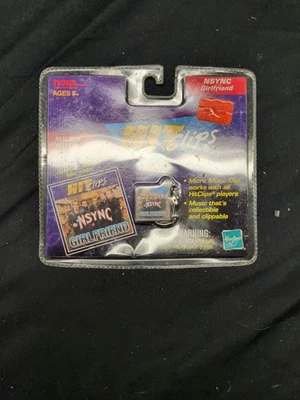 TIGER
AGES 5+
NSYNC
Girlfriend
HIT Clips
HIT Clips
NSYNC
GIRLFRIEND
NSYNC
• Micro Music Clip
works with all
HitClips® players
• Music that's
collectible
and clippable
WARNING:
Hasbro